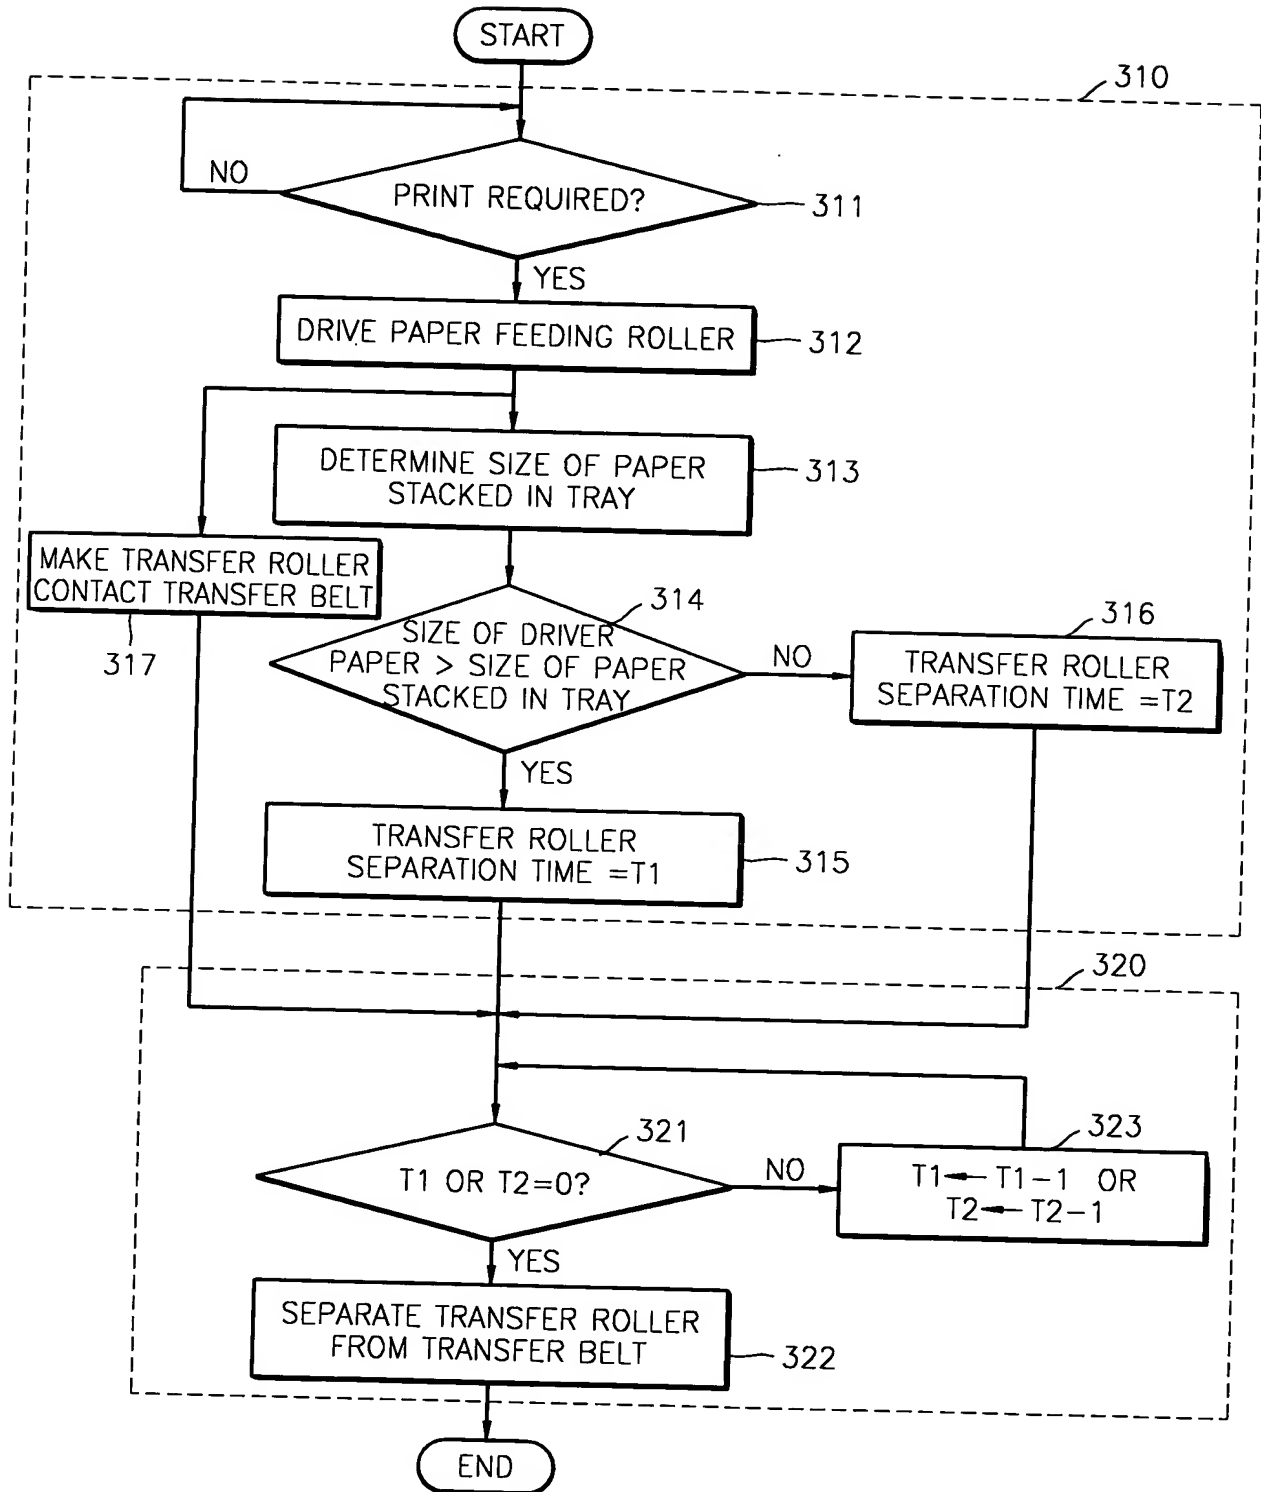 START
310
NO
PRINT REQUIRED?
311
YES
DRIVE PAPER FEEDING ROLLER
312
DETERMINE SIZE OF PAPER
STACKED IN TRAY
313
MAKE TRANSFER ROLLER
CONTACT TRANSFER BELT
317
314
SIZE OF DRIVER
PAPER > SIZE OF PAPER
STACKED IN TRAY
NO
316
TRANSFER ROLLER
SEPARATION TIME =T2
YES
TRANSFER ROLLER
SEPARATION TIME =T1
315
320
321
T1 OR T2=0?
NO
323
T1← T1-1 OR
T2← T2-1
YES
SEPARATE TRANSFER ROLLER
FROM TRANSFER BELT
322
END